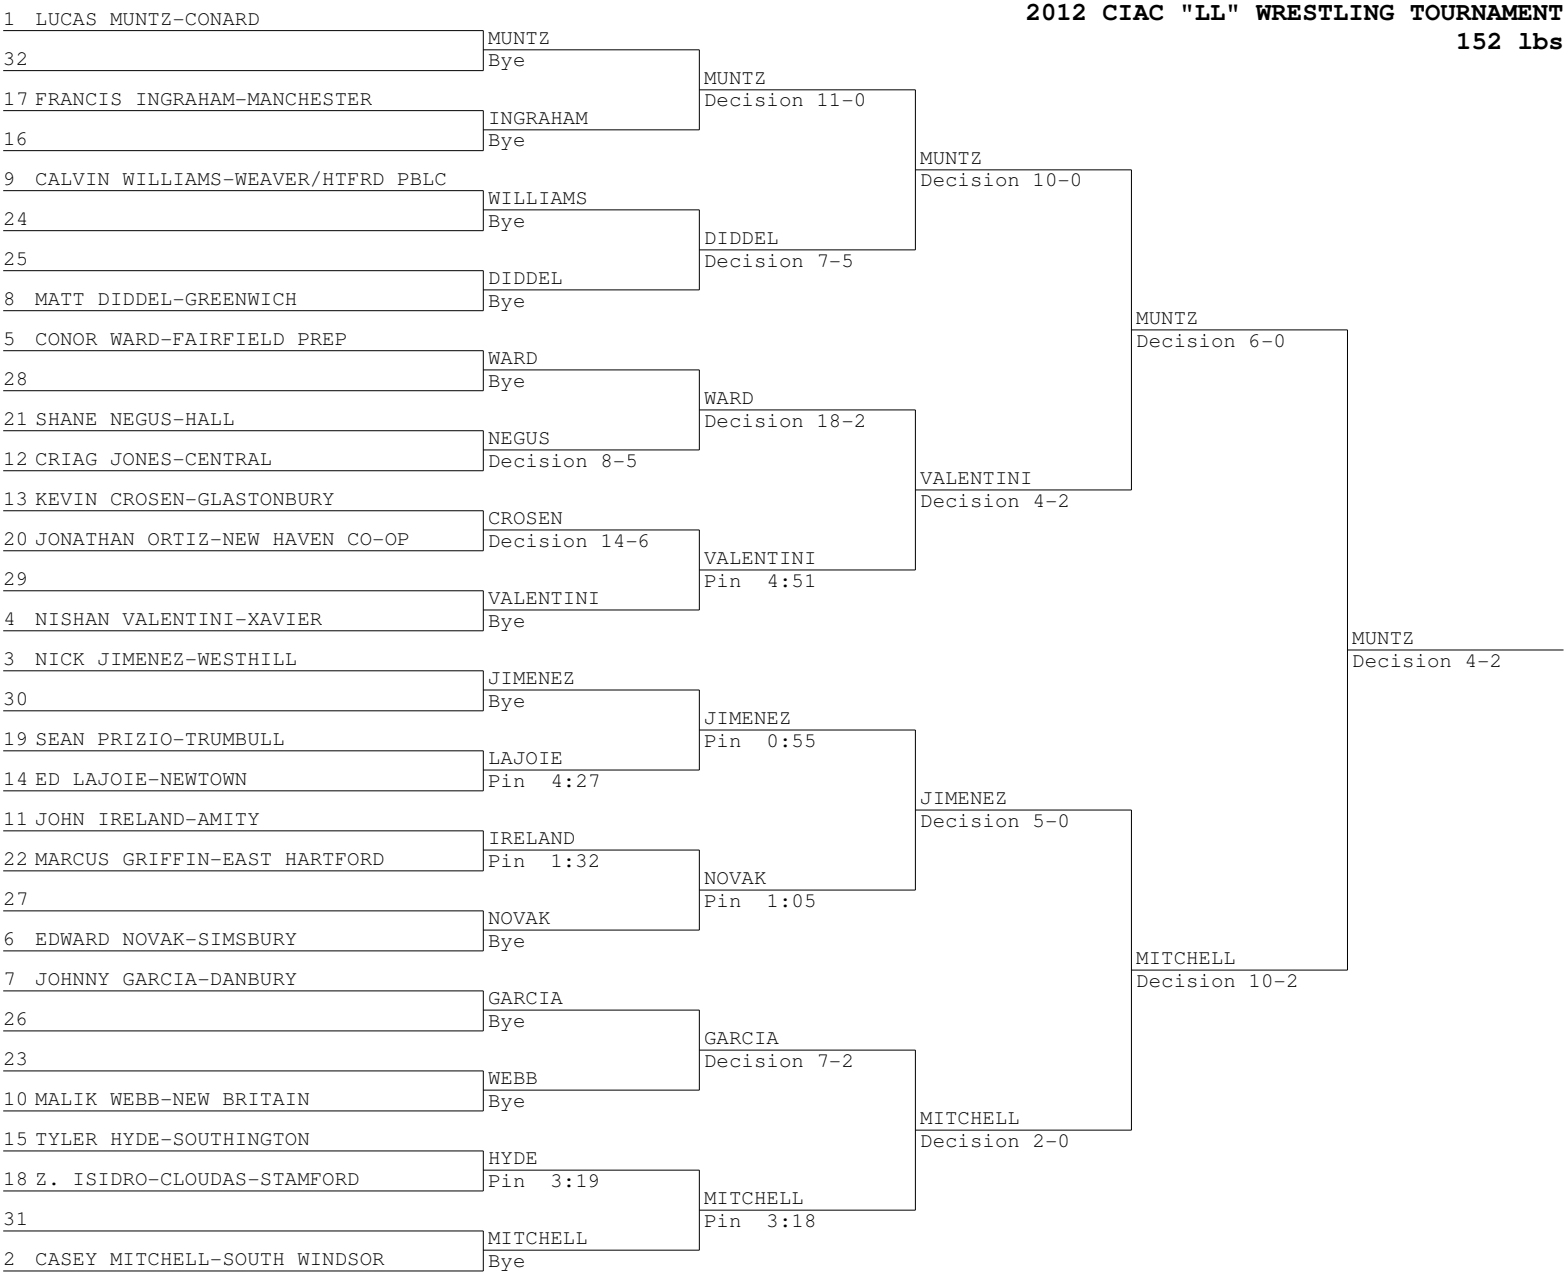 2012 CIAC "LL" WRESTLING TOURNAMENT
152 lbs
1 LUCAS MUNTZ-CONARD
32
17 FRANCIS INGRAHAM-MANCHESTER
16
9 CALVIN WILLIAMS-WEAVER/HTFRD PBLC
24
25
8 MATT DIDDEL-GREENWICH
5 CONOR WARD-FAIRFIELD PREP
28
21 SHANE NEGUS-HALL
12 CRIAG JONES-CENTRAL
13 KEVIN CROSEN-GLASTONBURY
20 JONATHAN ORTIZ-NEW HAVEN CO-OP
29
4 NISHAN VALENTINI-XAVIER
3 NICK JIMENEZ-WESTHILL
30
19 SEAN PRIZIO-TRUMBULL
14 ED LAJOIE-NEWTOWN
11 JOHN IRELAND-AMITY
22 MARCUS GRIFFIN-EAST HARTFORD
27
6 EDWARD NOVAK-SIMSBURY
7 JOHNNY GARCIA-DANBURY
26
23
10 MALIK WEBB-NEW BRITAIN
15 TYLER HYDE-SOUTHINGTON
18 Z. ISIDRO-CLOUDAS-STAMFORD
31
2 CASEY MITCHELL-SOUTH WINDSOR
MUNTZ
Bye
INGRAHAM
Bye
WILLIAMS
Bye
DIDDEL
Bye
WARD
Bye
NEGUS
Decision 8-5
CROSEN
Decision 14-6
VALENTINI
Bye
JIMENEZ
Bye
LAJOIE
Pin 4:27
IRELAND
Pin 1:32
NOVAK
Bye
GARCIA
Bye
WEBB
Bye
HYDE
Pin 3:19
MITCHELL
Bye
MUNTZ
Decision 11-0
DIDDEL
Decision 7-5
WARD
Decision 18-2
VALENTINI
Pin 4:51
JIMENEZ
Pin 0:55
NOVAK
Pin 1:05
GARCIA
Decision 7-2
MITCHELL
Pin 3:18
MUNTZ
Decision 10-0
VALENTINI
Decision 4-2
JIMENEZ
Decision 5-0
MITCHELL
Decision 2-0
MUNTZ
Decision 6-0
MITCHELL
Decision 10-2
MUNTZ
Decision 4-2